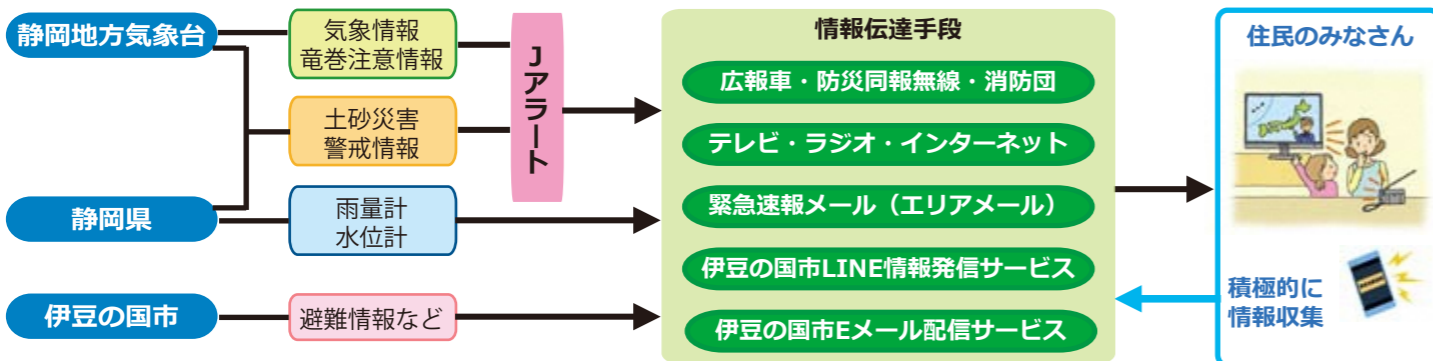 静岡地方気象台
気象情報
竜巻注意情報
土砂災害
警戒情報
Jアラート
静岡県
雨量計
水位計
伊豆の国市
避難情報など
情報伝達手段
広報車・防災同報無線・消防団
テレビ・ラジオ・インターネット
緊急速報メール（エリアメール）
伊豆の国市LINE情報発信サービス
伊豆の国市Eメール配信サービス
住民のみなさん
積極的に
情報収集